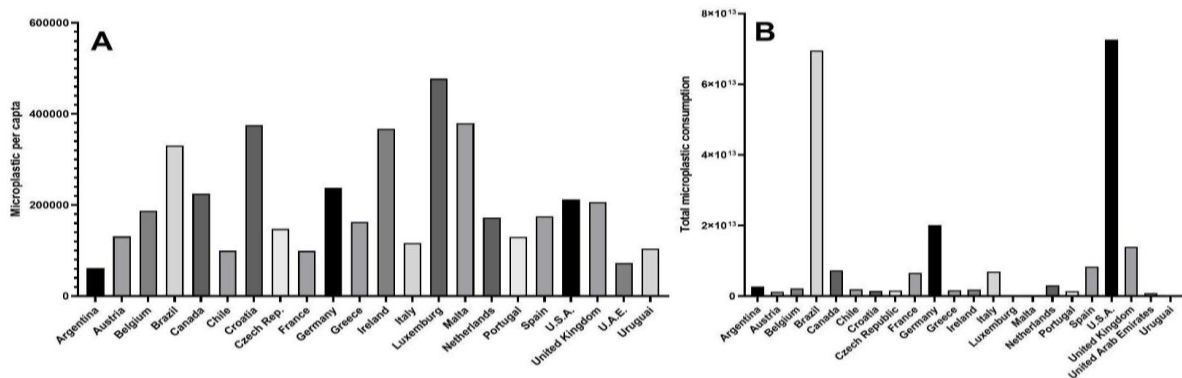 A
Microplastic per capta
600000
400000
200000
0
Argentina
Austria
Belgium
Brazil
Canada
Chile
Croatia
Czech Rep.
France
Germany
Greece
Ireland
Italy
Luxemburg
Malta
Netherlands
Portugal
Spain
U.S.A.
United Kingdom
U.A.E.
Uruguai
B
Total microplastic consumption
8×10¹³
6×10¹³
4×10¹³
2×10¹³
0
Argentina
Austria
Belgium
Brazil
Canada
Chile
Croatia
Czech Republic
France
Germany
Greece
Ireland
Italy
Luxemburg
Malta
Netherlands
Portugal
Spain
U.S.A.
United Kingdom
United Arab Emirates
Uruguai